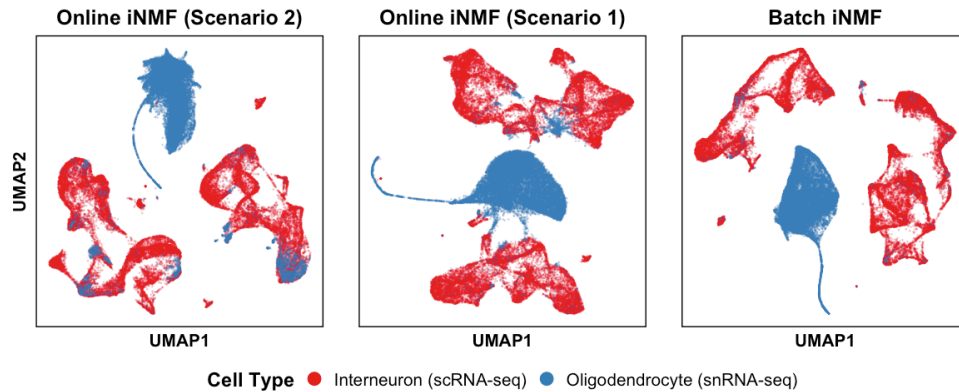 Online iNMF (Scenario 2)
Online iNMF (Scenario 1)
Batch iNMF
UMAP2
UMAP1
UMAP1
UMAP1
Cell Type Interneuron (scRNA-seq) Oligodendrocyte (snRNA-seq)